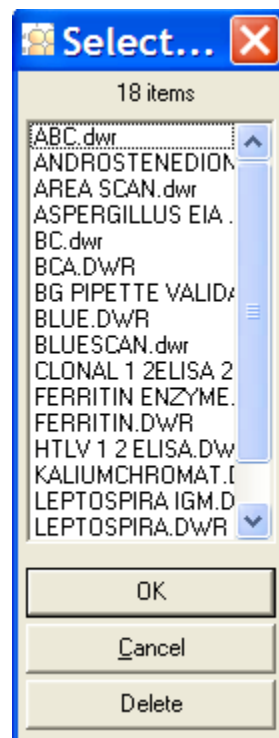 Select...
18 items
ABC.dwr
ANDROSTENEDION
AREA SCAN.dwr
ASPERGILLUS EIA .
BC.dwr
BCA.DWR
BG PIPETTE VALIDA
BLUE.DWR
BLUESCAN.dwr
CLONAL 1 2ELISA 2
FERRITIN ENZYME.
FERRITIN.DWR
HTLV 1 2 ELISA.DW
KALIUMCHROMAT.D
LEPTOSPIRA IGM.D
LEPTOSPIRA.DWR
OK
Cancel
Delete